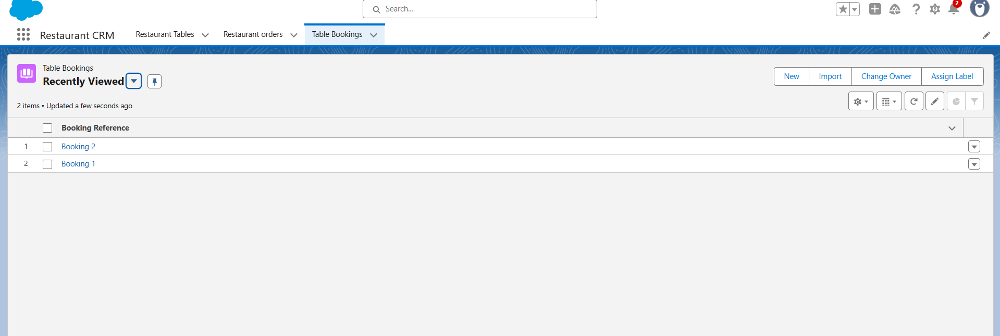 Search...
2
Restaurant CRM
Restaurant Tables
Restaurant orders
Table Bookings
Table Bookings
Recently Viewed
New
Import
Change Owner
Assign Label
2 items • Updated a few seconds ago
Booking Reference
1 Booking 2
2 Booking 1